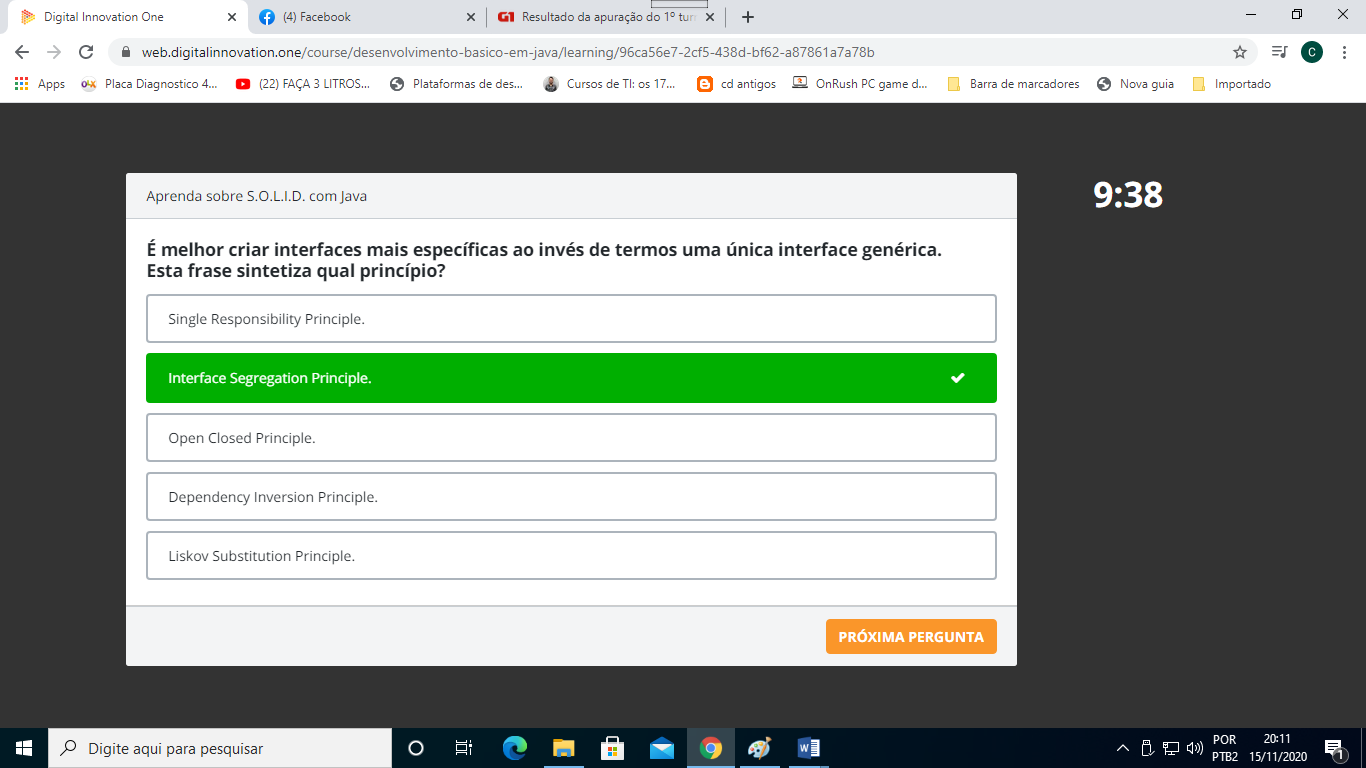 Digital Innovation One
(4) Facebook
G1 Resultado da apuração do 1º tur
web.digitalinnovation.one/course/desenvolvimento-basico-em-java/learning/96ca56e7-2cf5-438d-bf62-a87861a7a78b
C
Apps
OLX Placa Diagnostico 4...
(22) FAÇA 3 LITROS...
Plataformas de des...
Cursos de TI: os 17...
cd antigos
OnRush PC game d...
Barra de marcadores
Nova guia
Importado
Aprenda sobre S.O.L.I.D. com Java
9:38
É melhor criar interfaces mais específicas ao invés de termos uma única interface genérica.
Esta frase sintetiza qual princípio?
Single Responsibility Principle.
Interface Segregation Principle.
Open Closed Principle.
Dependency Inversion Principle.
Liskov Substitution Principle.
PRÓXIMA PERGUNTA
Digite aqui para pesquisar
POR
PTB2
20:11
15/11/2020
1